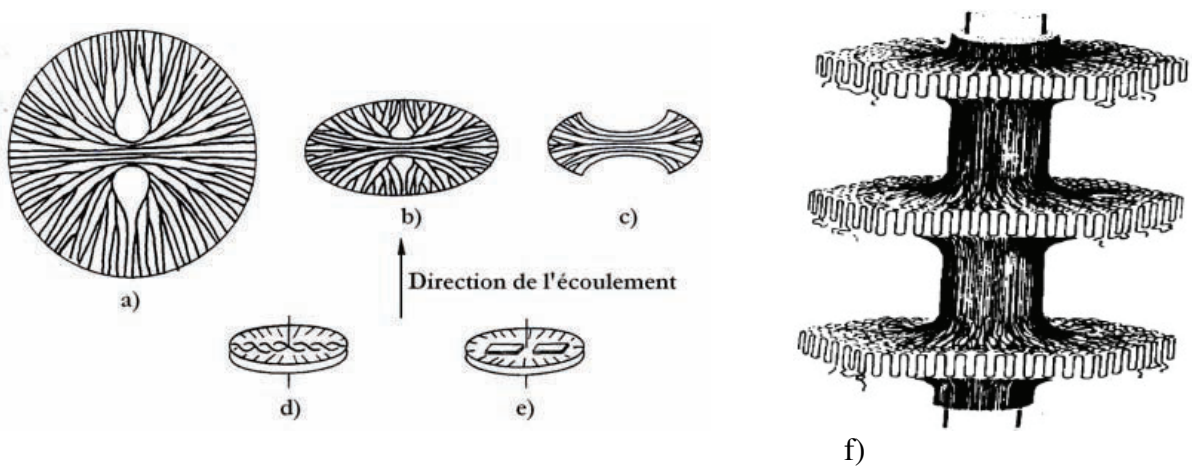 a)
b)
c)
Direction de l'écoulement
d)
e)
f)